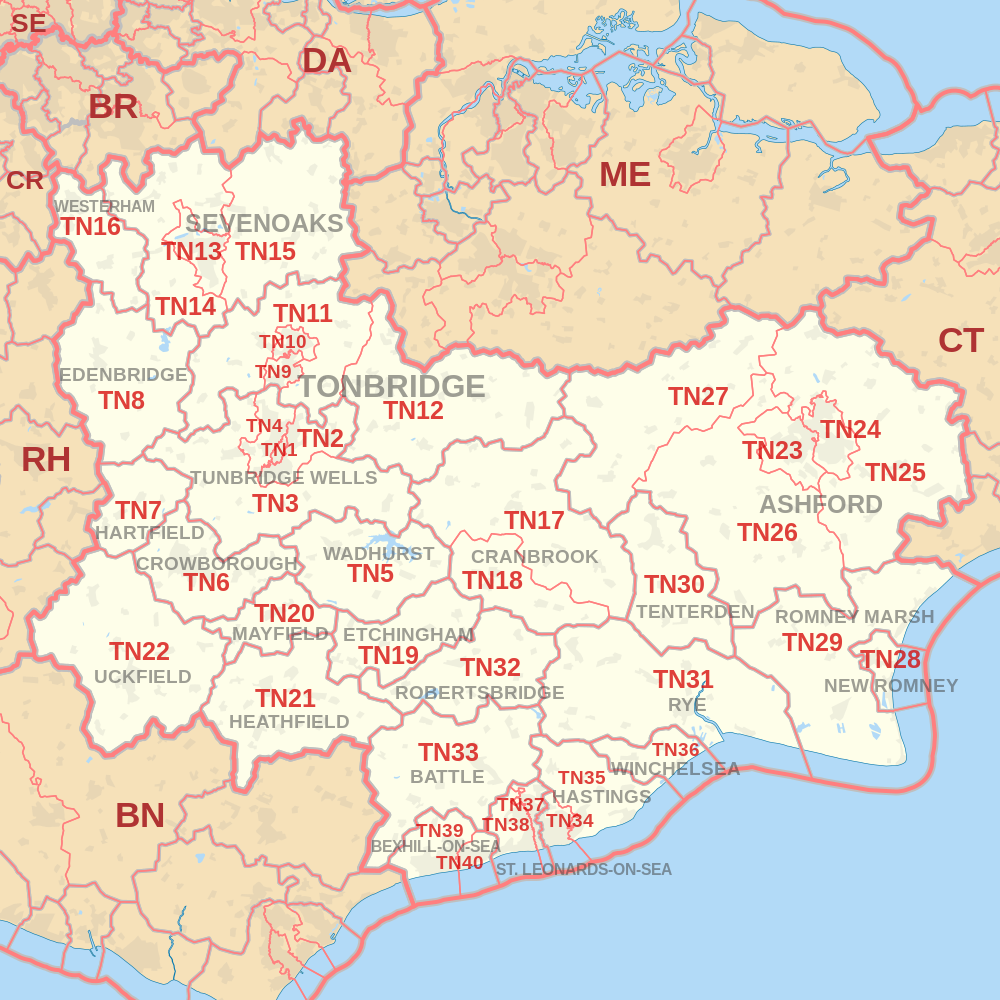 SE
DA
BR
ME
CR
WESTERHAM
TN16
SEVENOAKS
TN13
TN15
TN14
TN11
TN10
CT
TN9
EDENBRIDGE
TONBRIDGE
TN8
TN12
TN27
TN4
TN2
TN24
TN1
TN23
RH
TN25
TUNBRIDGE WELLS
TN3
ASHFORD
TN7
TN17
HARTFIELD
TN26
WADHURST
CRANBROOK
CROWBOROUGH
TN5
TN18
TN6
TN30
TN20
TENTERDEN
ROMNEY MARSH
MAYFIELD
ETCHINGHAM
TN29
TN22
TN19
TN28
TN32
UCKFIELD
TN31
NEW ROMNEY
ROBERTSBRIDGE
TN21
RYE
HEATHFIELD
TN33
TN36
BATTLE
WINCHELSEA
TN35
HASTINGS
TN37
BN
TN34
TN38
TN39
BEXHILL-ON-SEA
TN40
ST. LEONARDS-ON-SEA